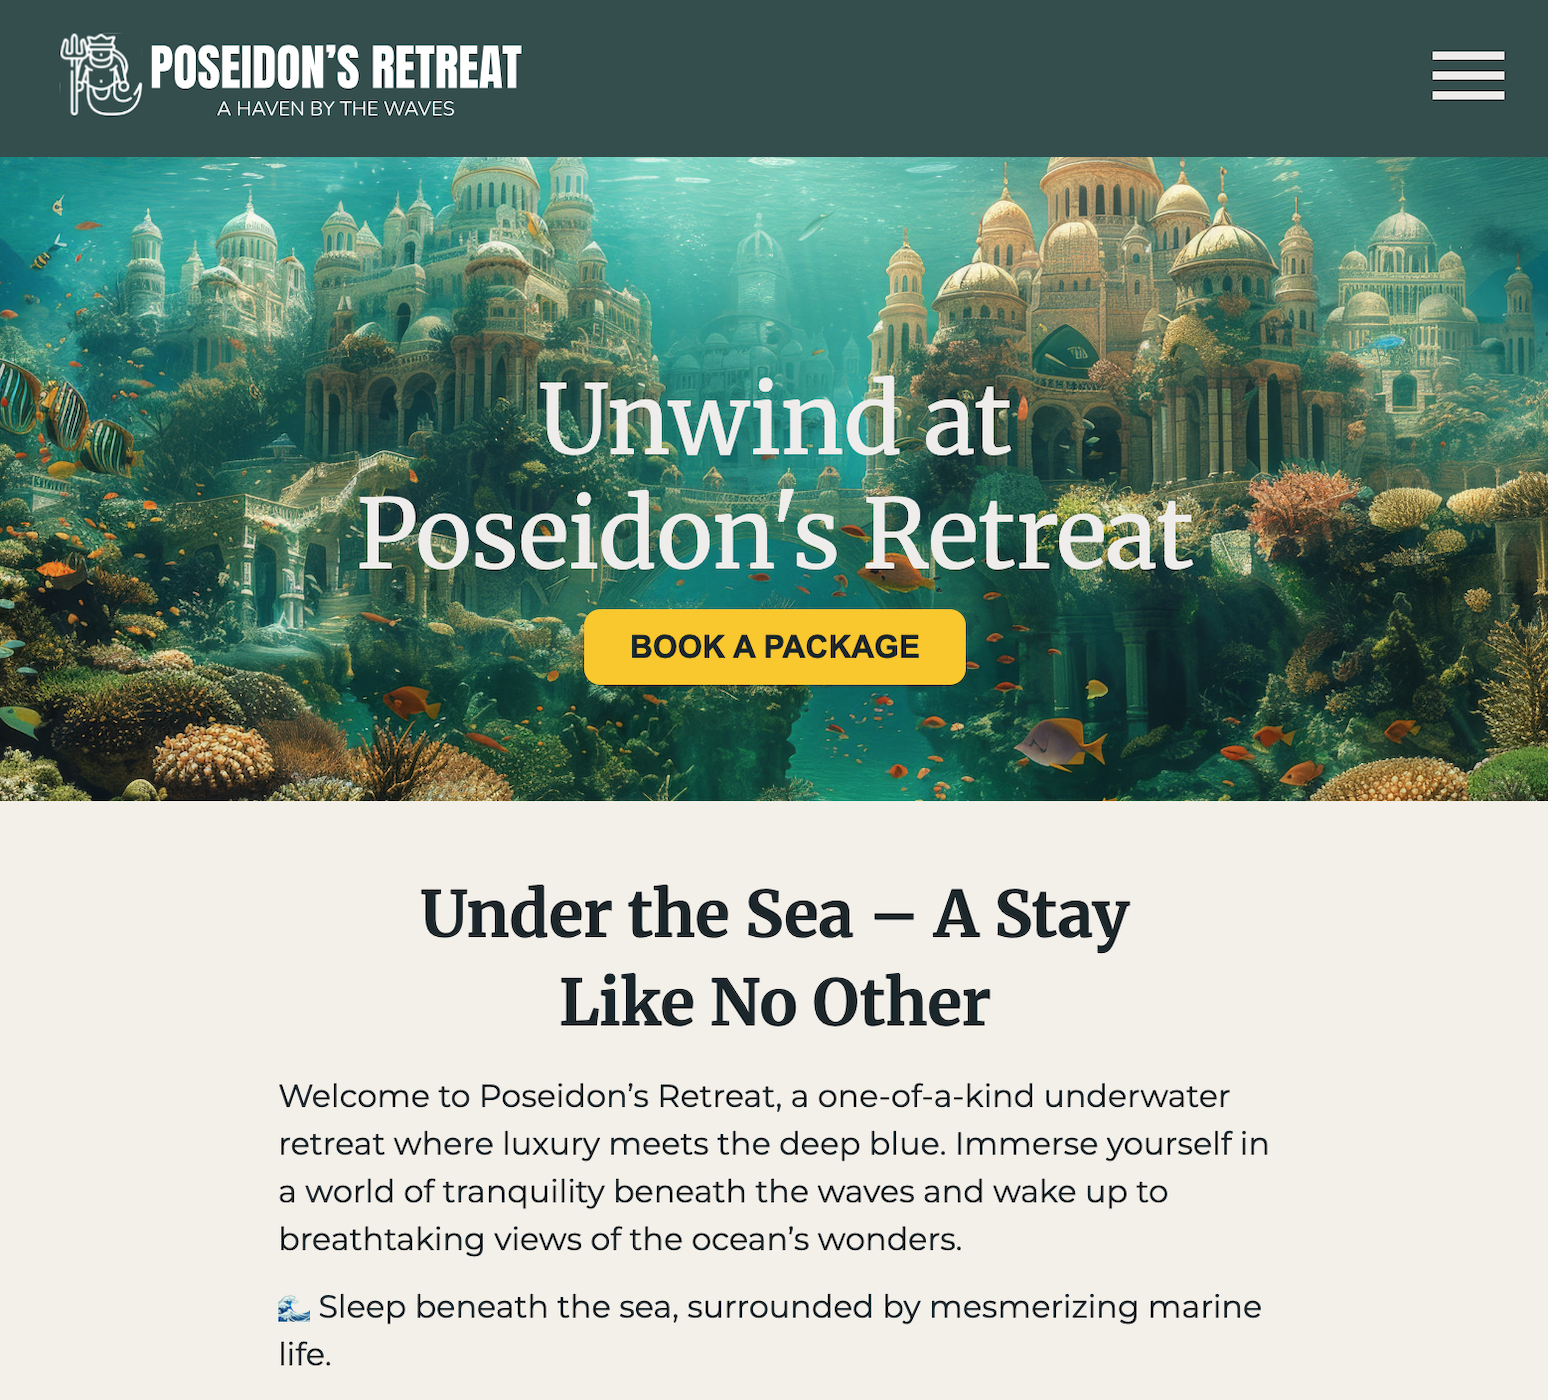 POSEIDON’S RETREAT
A HAVEN BY THE WAVES
Unwind at
Poseidon's Retreat
BOOK A PACKAGE
Under the Sea – A Stay
Like No Other
Welcome to Poseidon’s Retreat, a one-of-a-kind underwater
retreat where luxury meets the deep blue. Immerse yourself in
a world of tranquility beneath the waves and wake up to
breathtaking views of the ocean’s wonders.
🌊 Sleep beneath the sea, surrounded by mesmerizing marine
life.